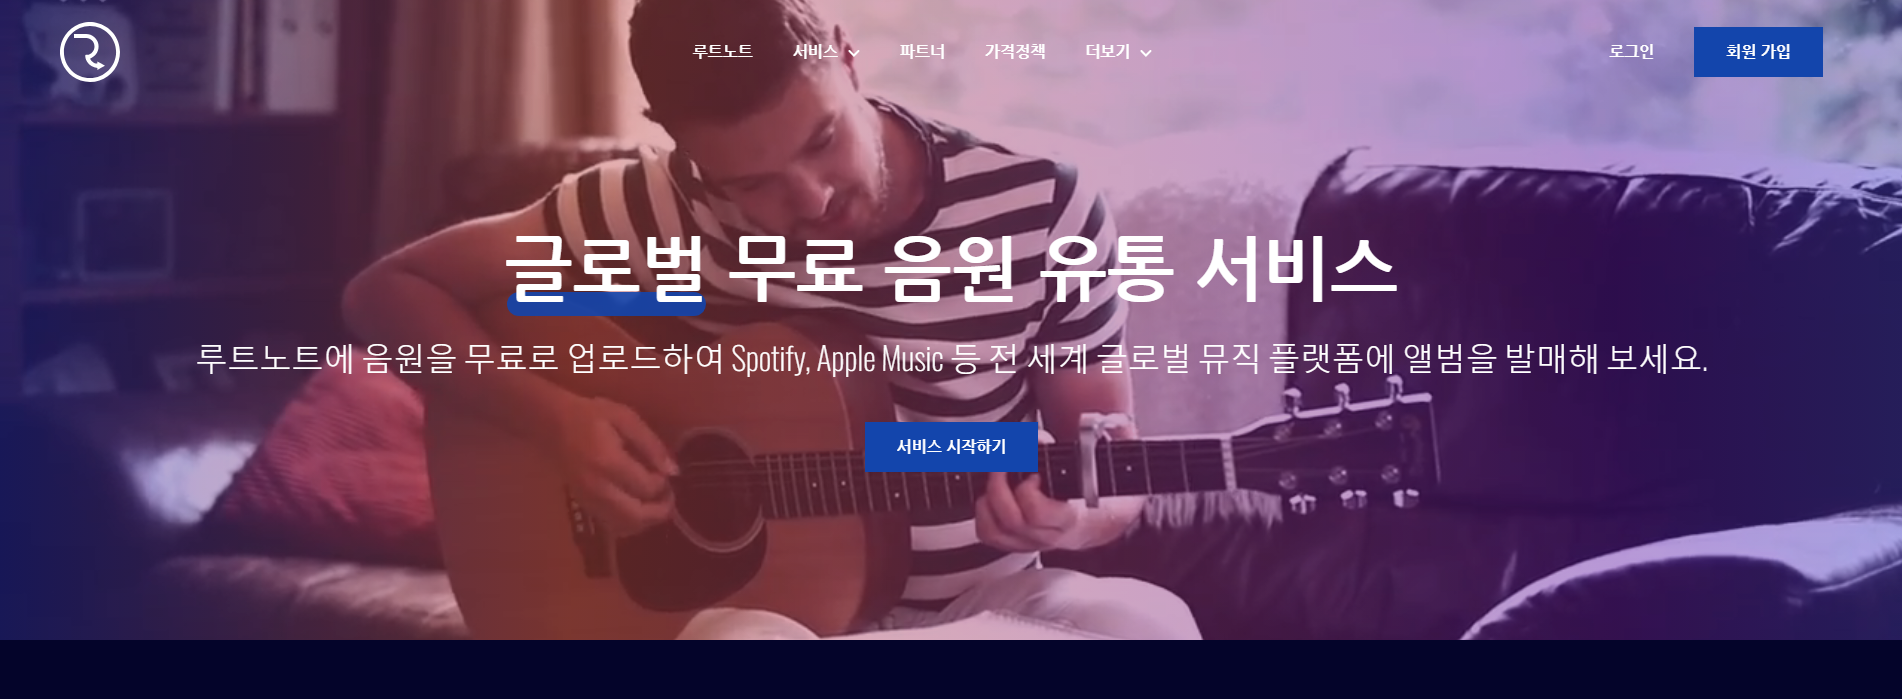 루트노트
서비스
파트너
가격정책
더보기
로그인
회원 가입
글로벌 무료 음원 유통 서비스
루트노트에 음원을 무료로 업로드하여 Spotify, Apple Music 등 전 세계 글로벌 뮤직 플랫폼에 앨범을 발매해 보세요.
서비스 시작하기